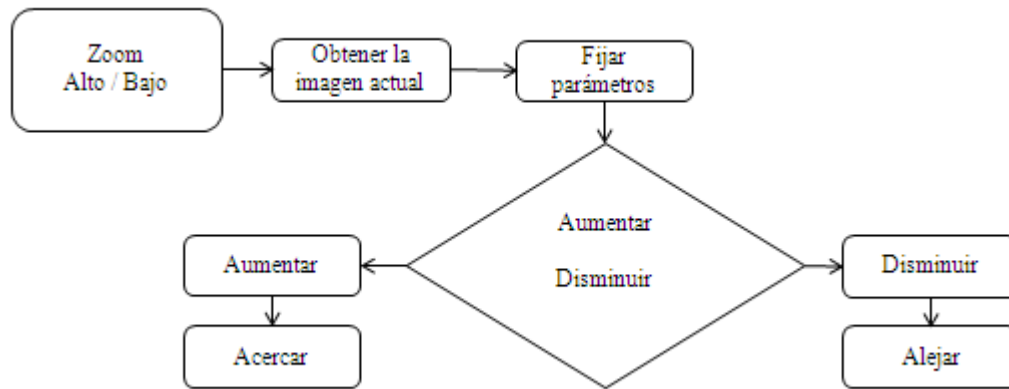 Zoom
Alto / Bajo
Obtener la
imagen actual
Fijar
parámetros
Aumentar
Disminuir
Aumentar
Acercar
Disminuir
Alejar